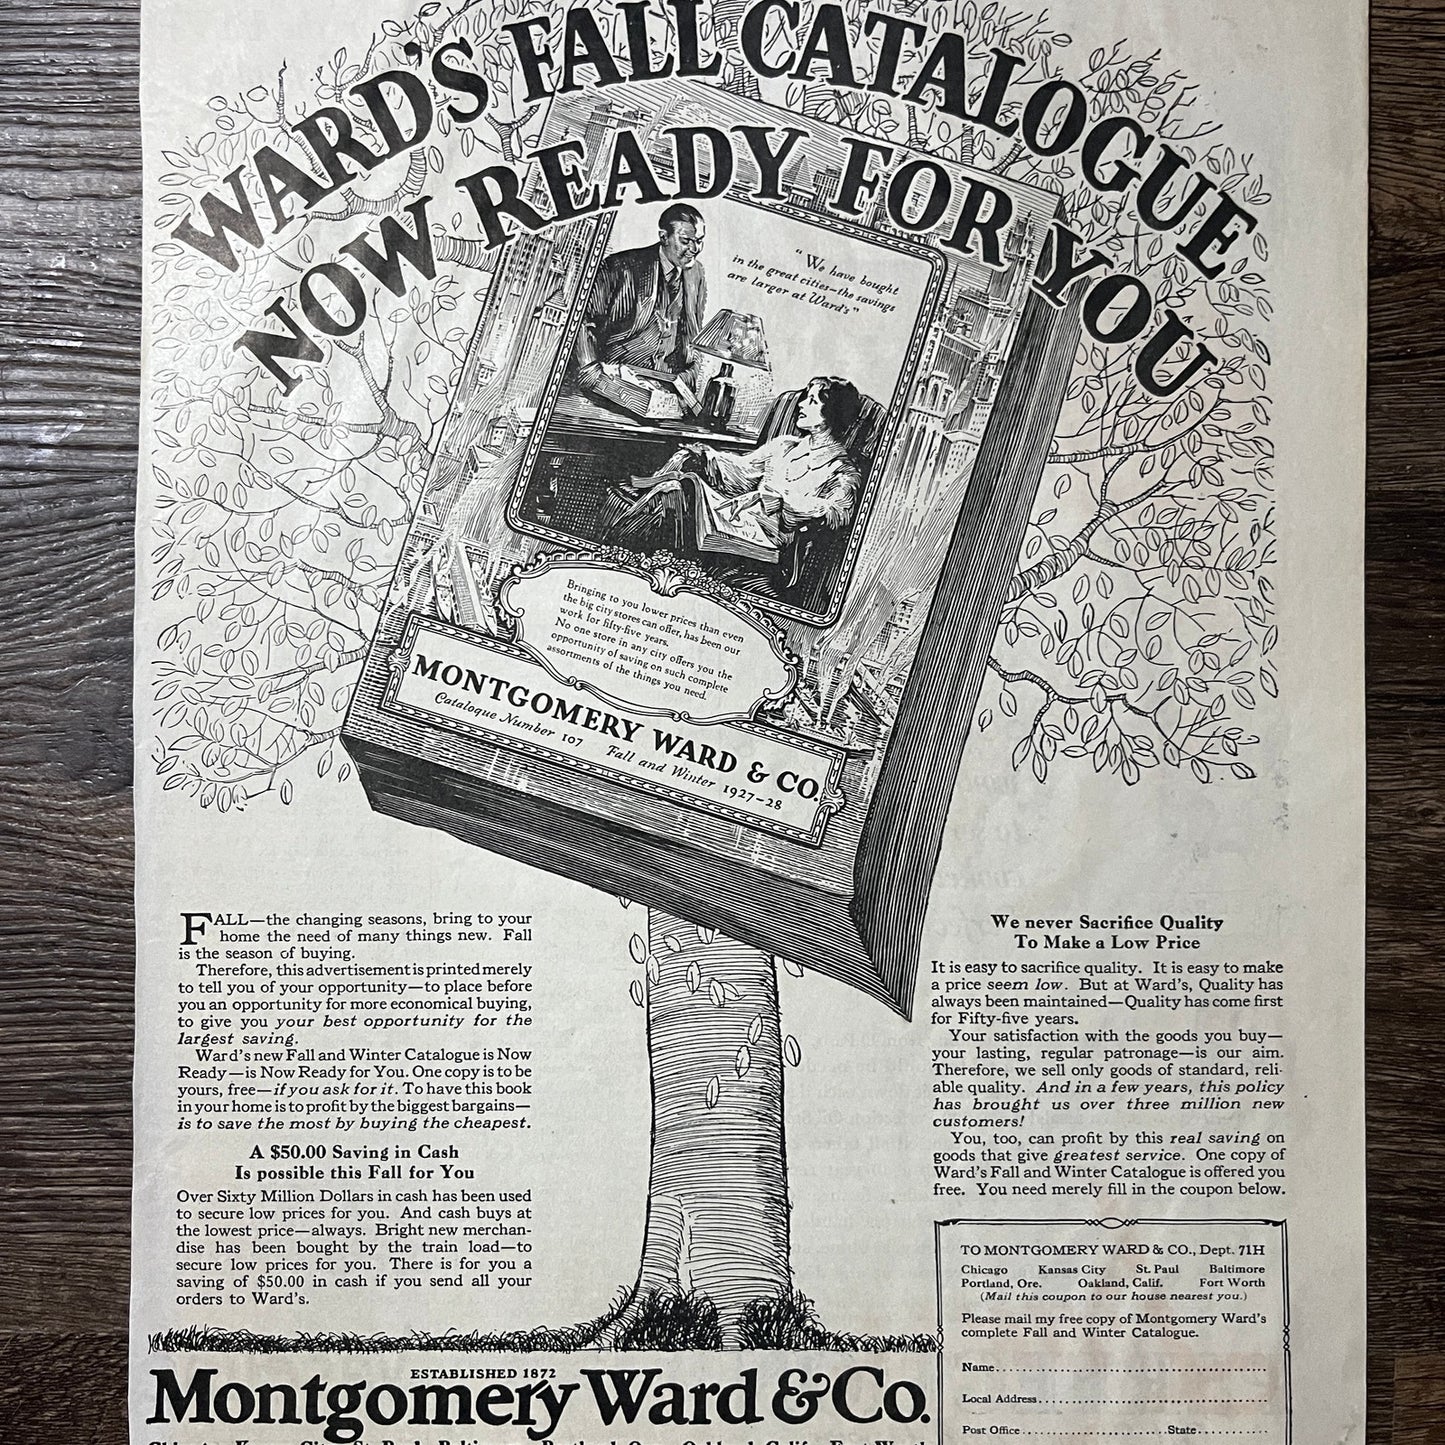 WARD'S FALL CATALOGUE
NOW READY FOR YOU
"We have bought
in the great cities—the savings
are larger at Ward's"
Bringing to you lower prices than even
the big city stores can offer, has been our
work for fifty-five years.
No one store in any city offers you the
opportunity of saving on such complete
assortments of the things you need.
MONTGOMERY WARD & CO.
Catalogue Number 107 Fall and Winter 1927-28
FALL—the changing seasons, bring to your
home the need of many things new. Fall
is the season of buying.
Therefore, this advertisement is printed merely
to tell you of your opportunity—to place before
you an opportunity for more economical buying,
to give you your best opportunity for the
largest saving.
Ward's new Fall and Winter Catalogue is Now
Ready—is Now Ready for You. One copy is to be
yours, free—if you ask for it. To have this book
in your home is to profit by the biggest bargains—
is to save the most by buying the cheapest.
A $50.00 Saving in Cash
Is possible this Fall for You
Over Sixty Million Dollars in cash has been used
to secure low prices for you. And cash buys at
the lowest price—always. Bright new merchan-
dise has been bought by the train load—to
secure low prices for you. There is for you a
saving of $50.00 in cash if you send all your
orders to Ward's.
We never Sacrifice Quality
To Make a Low Price
It is easy to sacrifice quality. It is easy to make
a price seem low. But at Ward's, Quality has
always been maintained—Quality has come first
for Fifty-five years.
Your satisfaction with the goods you buy—
your lasting, regular patronage—is our aim.
Therefore, we sell only goods of standard, reli-
able quality. And in a few years, this policy
has brought us over three million new
customers!
You, too, can profit by this real saving on
goods that give greatest service. One copy of
Ward's Fall and Winter Catalogue is offered you
free. You need merely fill in the coupon below.
TO MONTGOMERY WARD & CO., Dept. 71H
Chicago Kansas City St. Paul Baltimore
Portland, Ore. Oakland, Calif. Fort Worth
(Mail this coupon to our house nearest you.)
Please mail my free copy of Montgomery Ward's
complete Fall and Winter Catalogue.
Name
Local Address
Post Office State
ESTABLISHED 1872
Montgomery Ward & Co.
Chicago Kansas City St. Paul Baltimore Portland, Ore. Oakland, Calif. Fort Worth